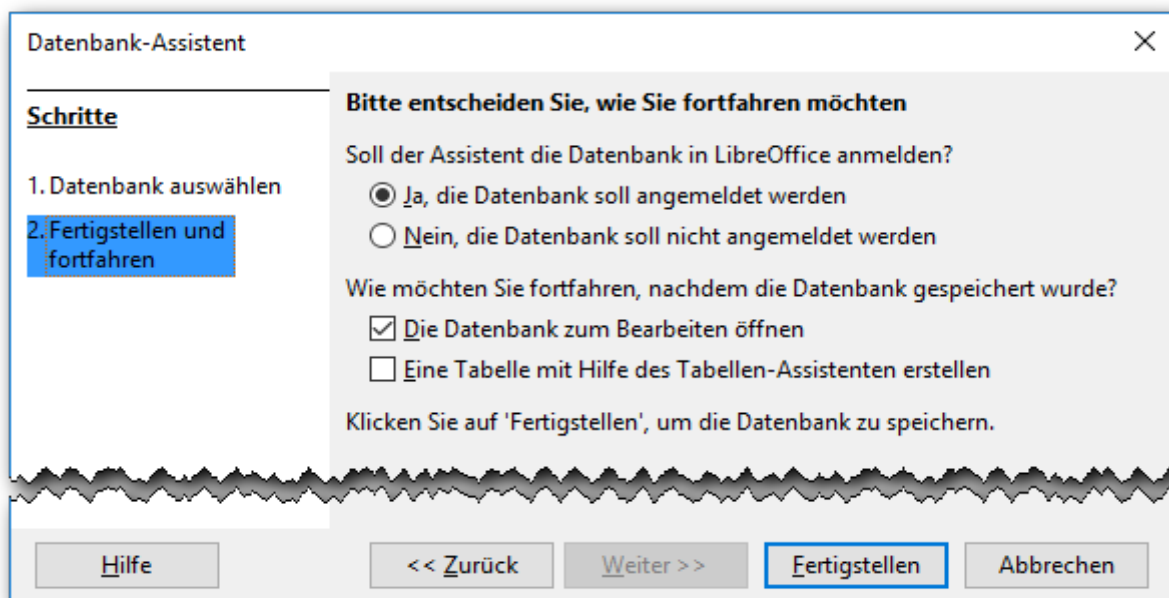 Datenbank-Assistent
Schritte
1. Datenbank auswählen
2. Fertigstellen und
fortfahren
Bitte entscheiden Sie, wie Sie fortfahren möchten
Soll der Assistent die Datenbank in LibreOffice anmelden?
Ja, die Datenbank soll angemeldet werden
Nein, die Datenbank soll nicht angemeldet werden
Wie möchten Sie fortfahren, nachdem die Datenbank gespeichert wurde?
Die Datenbank zum Bearbeiten öffnen
Eine Tabelle mit Hilfe des Tabellen-Assistenten erstellen
Klicken Sie auf 'Fertigstellen', um die Datenbank zu speichern.
Hilfe
<< Zurück
Weiter >>
Fertigstellen
Abbrechen